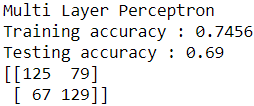 Multi Layer Perceptron
Training accuracy : 0.7456
Testing accuracy : 0.69
[[125  79]
 [ 67 129]]